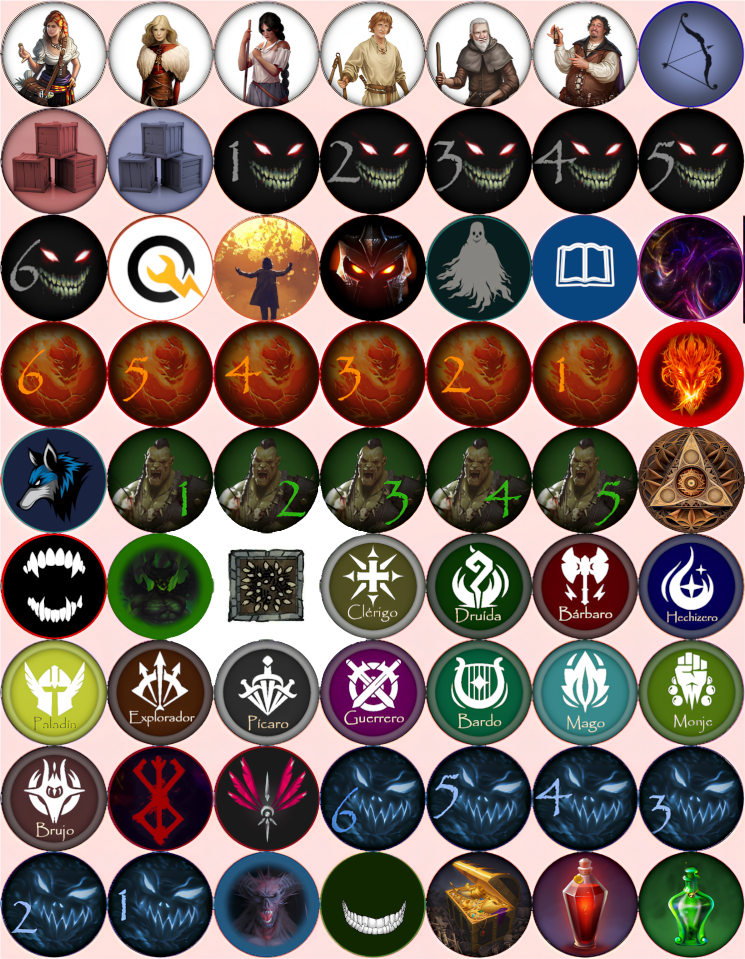 1 2 3 4 5
6
6 5 4 3 2 1
1 2 3 4 5
Clérigo Druída Bárbaro Hechizero
Paladín Explorador Pícaro Guerrero Bardo Mago Monje
Brujo 6 5 4 3
2 1